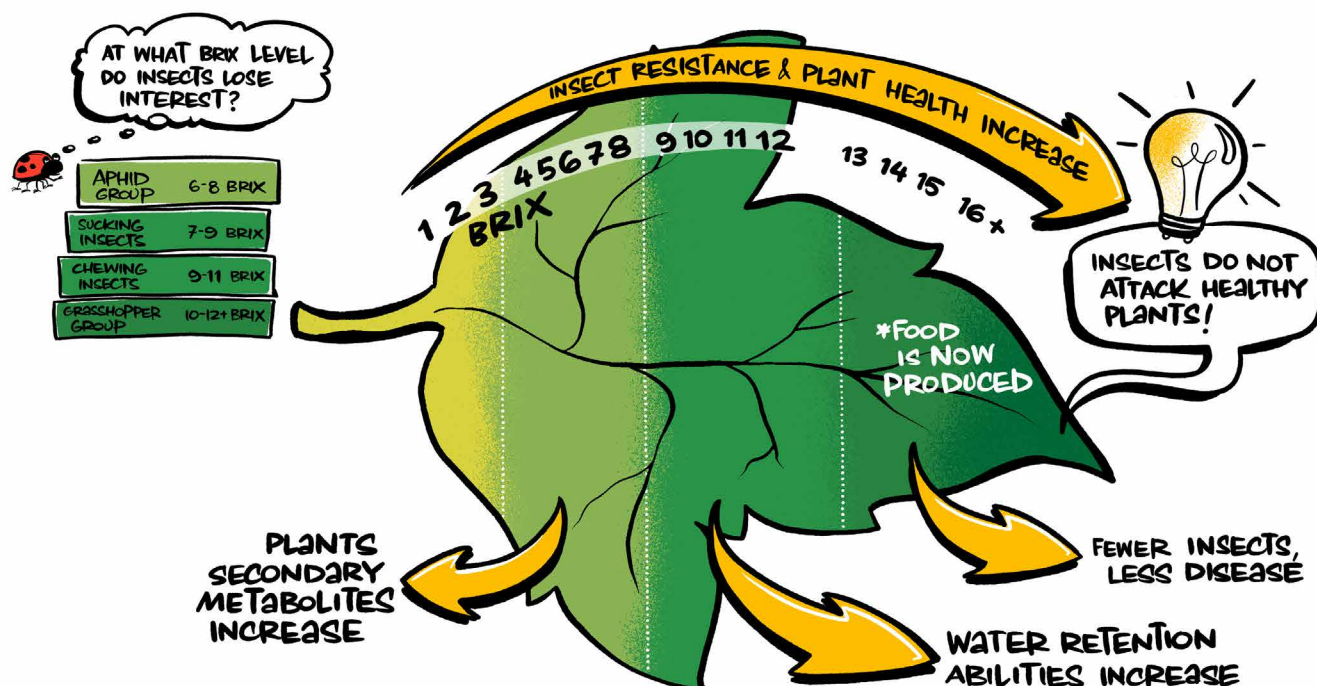 AT WHAT BRIX LEVEL
DO INSECTS LOSE
INTEREST?
APHID
GROUP
6-8 BRIX
SUCKING
INSECTS
7-9 BRIX
CHEWING
INSECTS
9-11 BRIX
GRASSHOPPER
GROUP
10-12+ BRIX
INSECT RESISTANCE & PLANT HEALTH INCREASE
1 2 3 4 5 6 7 8 9 10 11 12 13 14 15 16+
BRIX
INSECTS DO NOT
ATTACK HEALTHY
PLANTS!
*FOOD
IS NOW
PRODUCED
PLANTS
SECONDARY
METABOLITES
INCREASE
FEWER INSECTS,
LESS DISEASE
WATER RETENTION
ABILITIES INCREASE